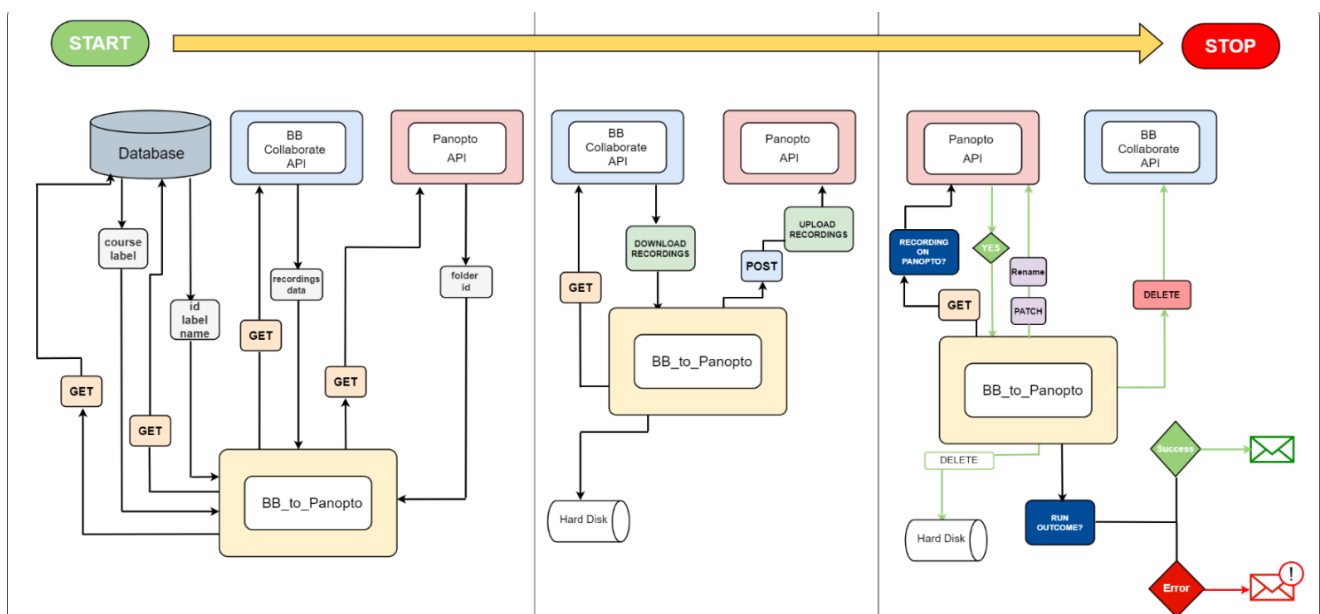 START
STOP
Database
BB
Collaborate
API
Panopto
API
course
label
id
label
name
recordings
data
folder
id
GET
GET
GET
GET
BB_to_Panopto
BB
Collaborate
API
Panopto
API
DOWNLOAD
RECORDINGS
UPLOAD
RECORDINGS
POST
GET
BB_to_Panopto
Hard Disk
Panopto
API
BB
Collaborate
API
RECORDING
ON
PANOPTO?
YES
Rename
GET
PATCH
DELETE
BB_to_Panopto
DELETE
Hard Disk
RUN
OUTCOME?
Success
Error
!